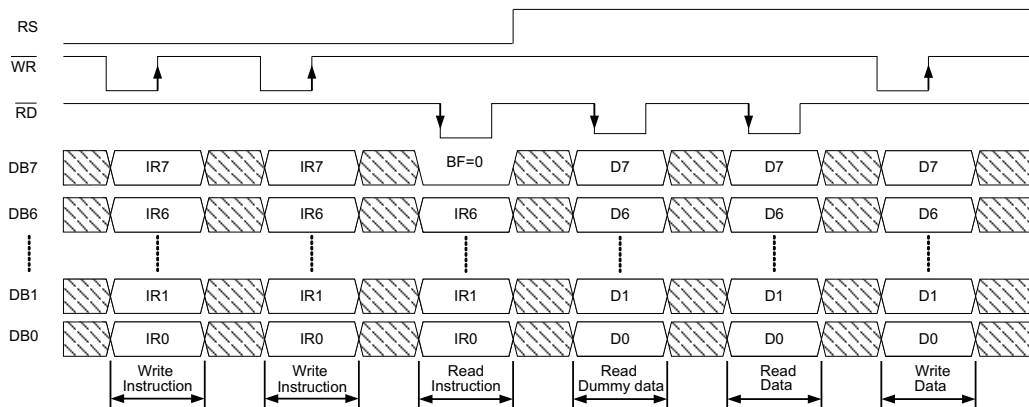 RS
WR
RD
DB7 IR7 IR7 BF=0 D7 D7 D7
DB6 IR6 IR6 IR6 D6 D6 D6
DB1 IR1 IR1 IR1 D1 D1 D1
DB0 IR0 IR0 IR0 D0 D0 D0
Write Write Read Read Read Write
Instruction Instruction Instruction Dummy data Data Data